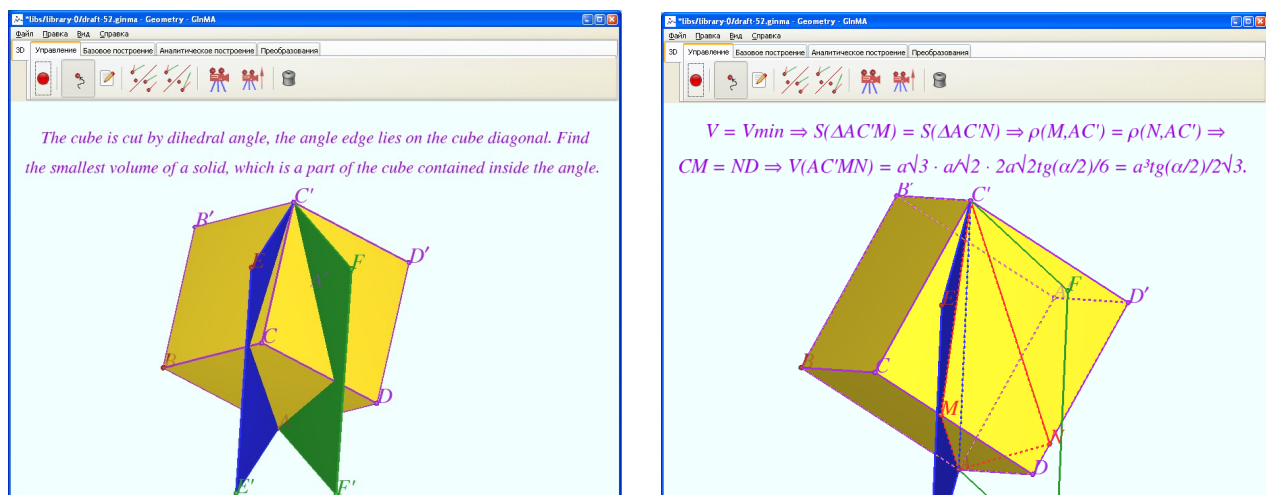 *libs/library-0/draft-52.ginma - Geometry - GInMA
Файл Правка Вид Справка
3D Управление Базовое построение Аналитическое построение Преобразования
The cube is cut by dihedral angle, the angle edge lies on the cube diagonal. Find
the smallest volume of a solid, which is a part of the cube contained inside the angle.
C'
B'
E
F
D'
A'
C
B
D
A
E'
F'
*libs/library-0/draft-52.ginma - Geometry - GInMA
Файл Правка Вид Справка
3D Управление Базовое построение Аналитическое построение Преобразования
V = Vmin ⇒ S(ΔAC'M) = S(ΔAC'N) ⇒ ρ(M,AC') = ρ(N,AC') ⇒
CM = ND ⇒ V(AC'MN) = a√3 · a/√2 · 2a√2tg(α/2)/6 = a³tg(α/2)/2√3.
B'
C'
F
A'
D'
E
B
C
M
N
D